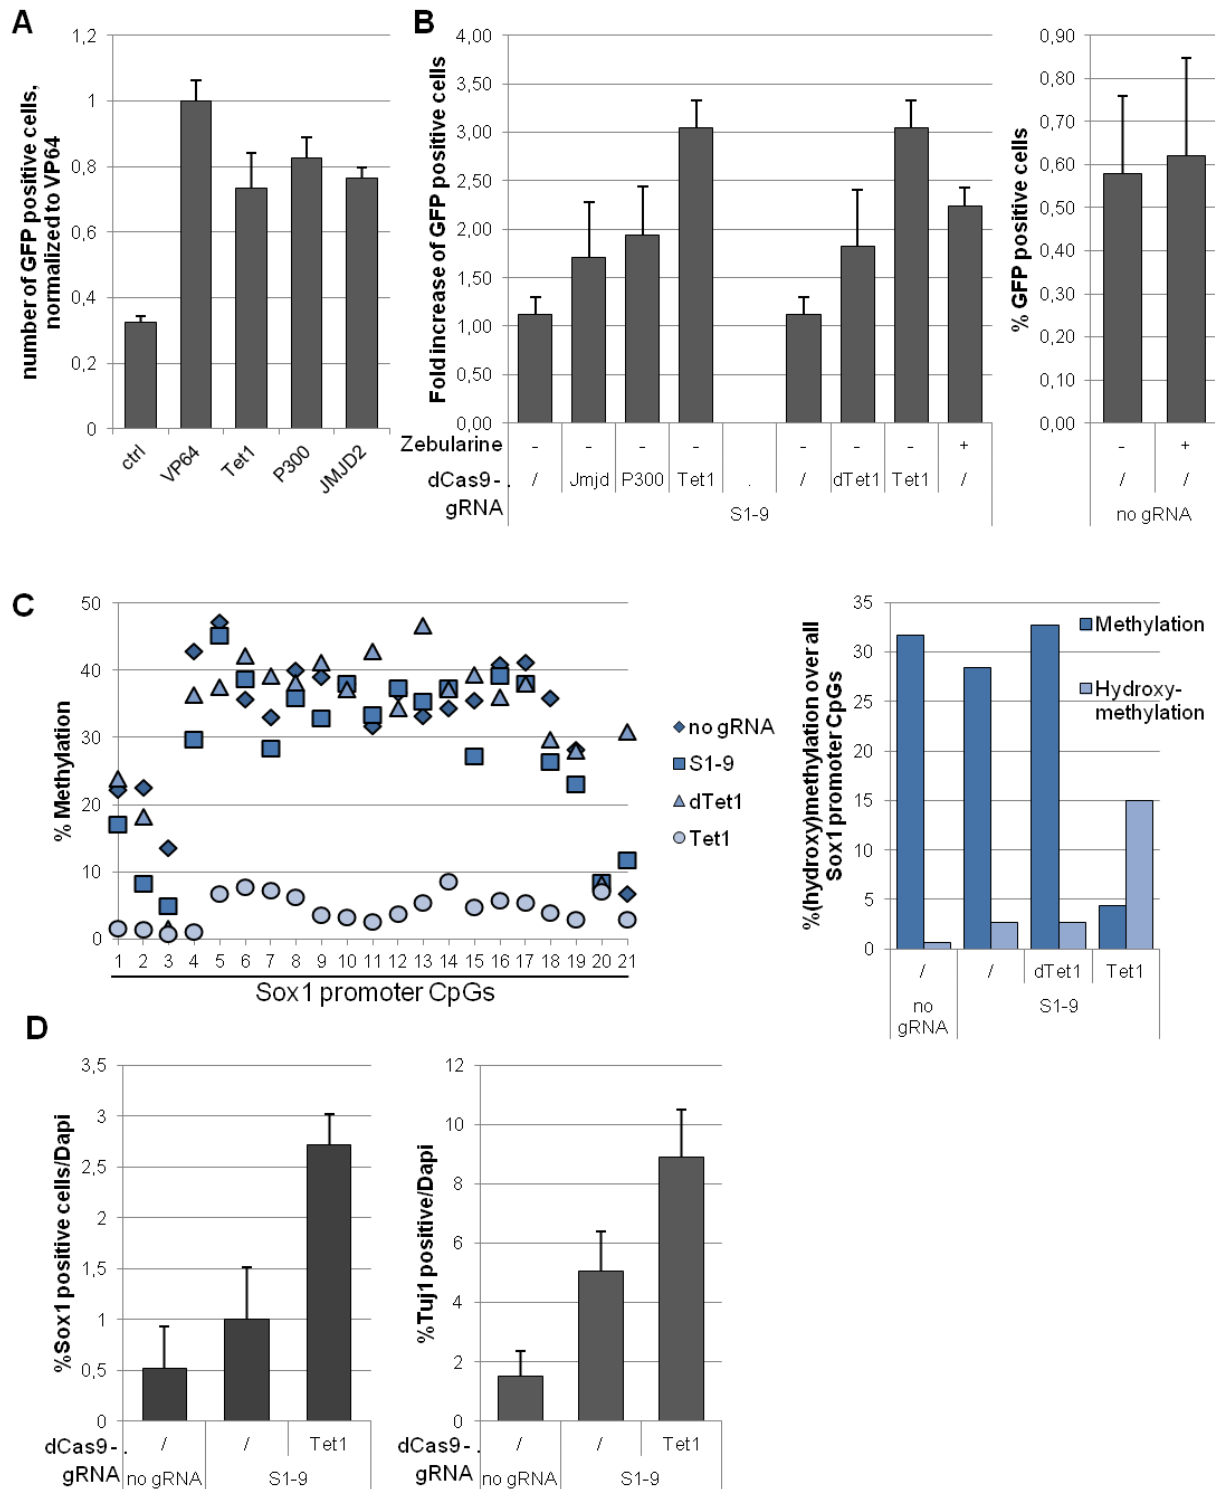 A
number of GFP positive cells,
normalized to VP64
1,2
1
0,8
0,6
0,4
0,2
0
ctrl
VP64
Tet1
P300
JMJD2
B
Fold increase of GFP positive cells
4,00
3,50
3,00
2,50
2,00
1,50
1,00
0,50
0,00
Zebularine - - - - - - - +
dCas9-. / Jmjd P300 Tet1 . / dTet1 Tet1 /
gRNA S1-9
% GFP positive cells
0,90
0,80
0,70
0,60
0,50
0,40
0,30
0,20
0,10
0,00
- +
/ /
no gRNA
C
% Methylation
50
40
30
20
10
0
1 2 3 4 5 6 7 8 9 10 11 12 13 14 15 16 17 18 19 20 21
Sox1 promoter CpGs
no gRNA
S1-9
dTet1
Tet1
%(hydroxy)methylation over all
Sox1 promoter CpGs
35
30
25
20
15
10
5
0
Methylation
Hydroxy-
methylation
/ / dTet1 Tet1
no
gRNA
S1-9
D
%Sox1 positive cells/Dapi
3,5
3
2,5
2
1,5
1
0,5
0
dCas9-. / / Tet1
gRNA no gRNA S1-9
%Tuj1 positive/Dapi
12
10
8
6
4
2
0
dCas9-. / / Tet1
gRNA no gRNA S1-9